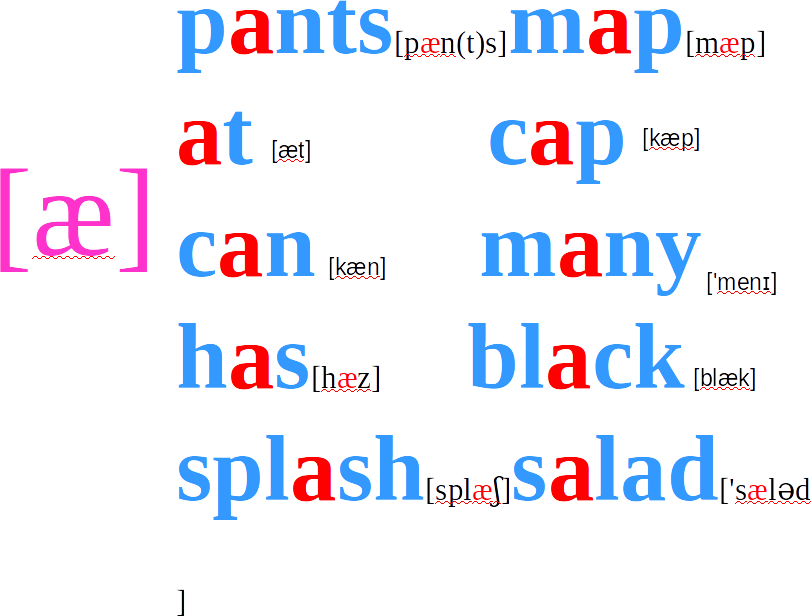 pants[pæn(t)s]map[mæp]
at [æt] cap [kæp]
[æ]
can [kæn] many ['menɪ]
has[hæz] black [blæk]
splash[splæʃ]salad['sæləd
]